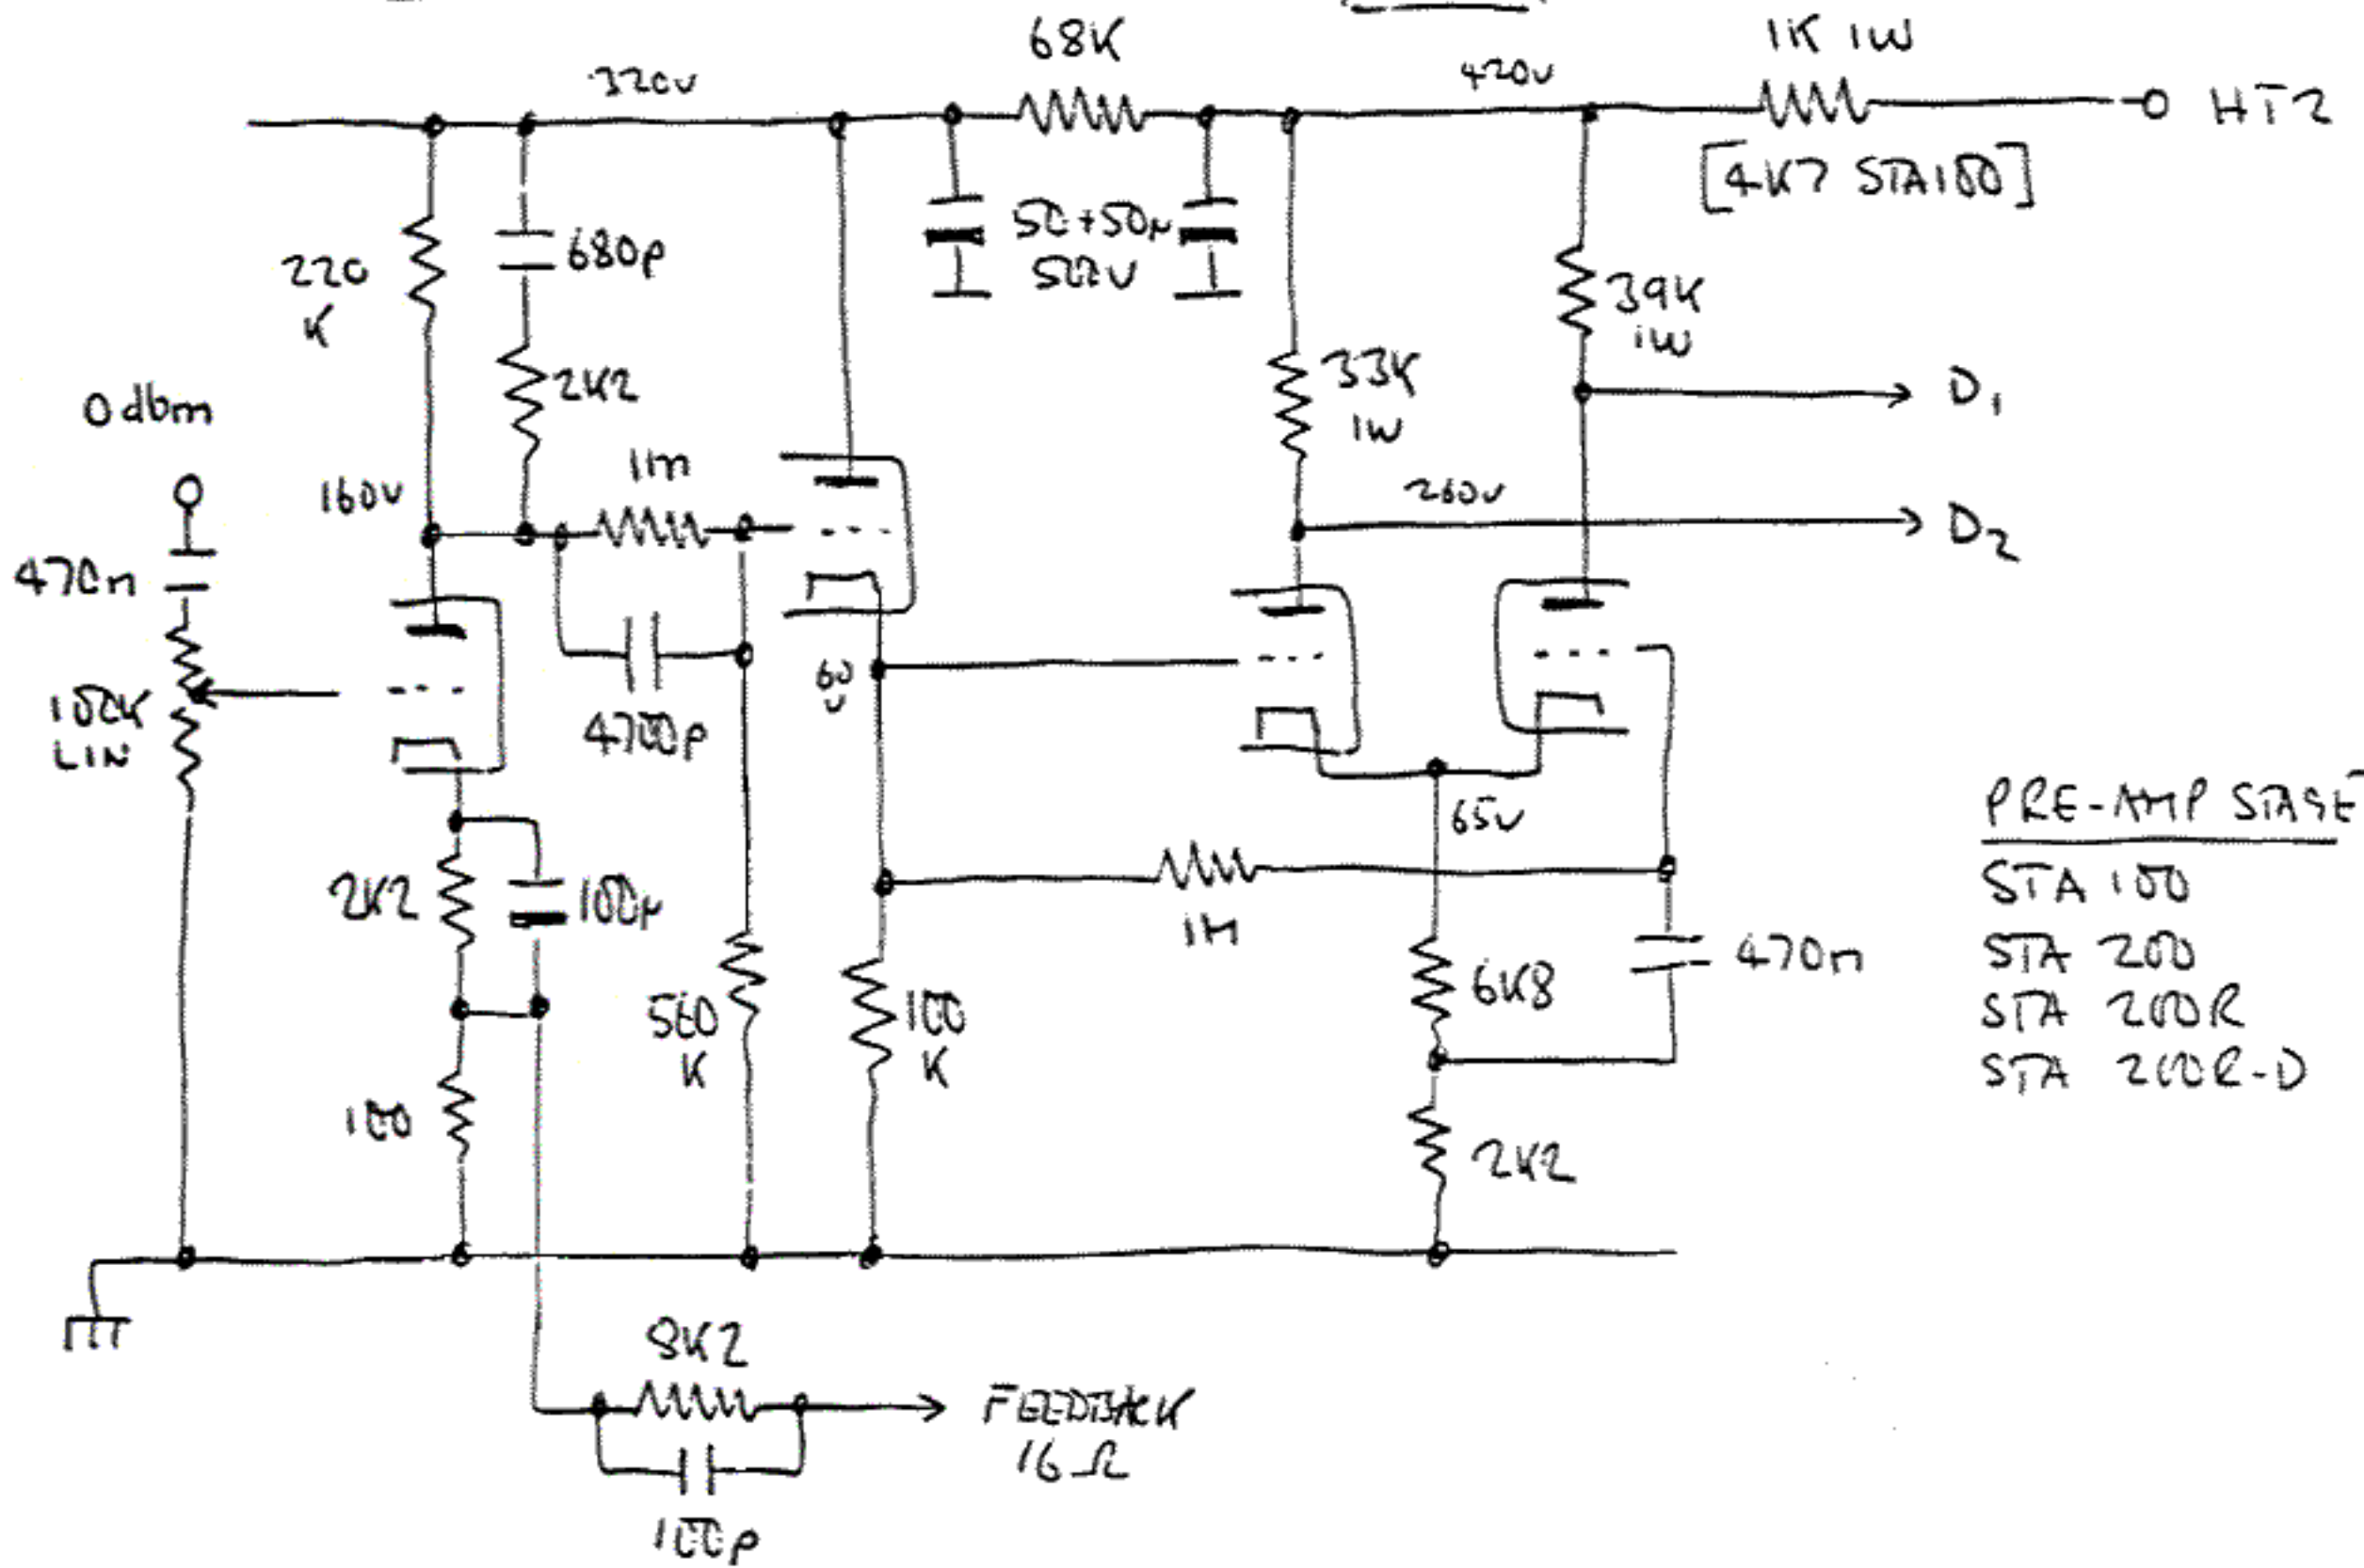 68K
1K 1W
320v
420v
HT2
[4K7 STA100]
50+50µ
500v
220
K
680p
39K
1W
33K
1W
2K2
0dbm
D1
1m
160v
260v
D2
470n
60
v
100K
LIN
4700p
65v
PRE-AMP STAGE
STA 100
STA 200
STA 200R
STA 200R-D
2K2
100µ
1M
470n
6K8
560
K
100
K
100
2K2
8K2
FEEDBACK
16Ω
100p